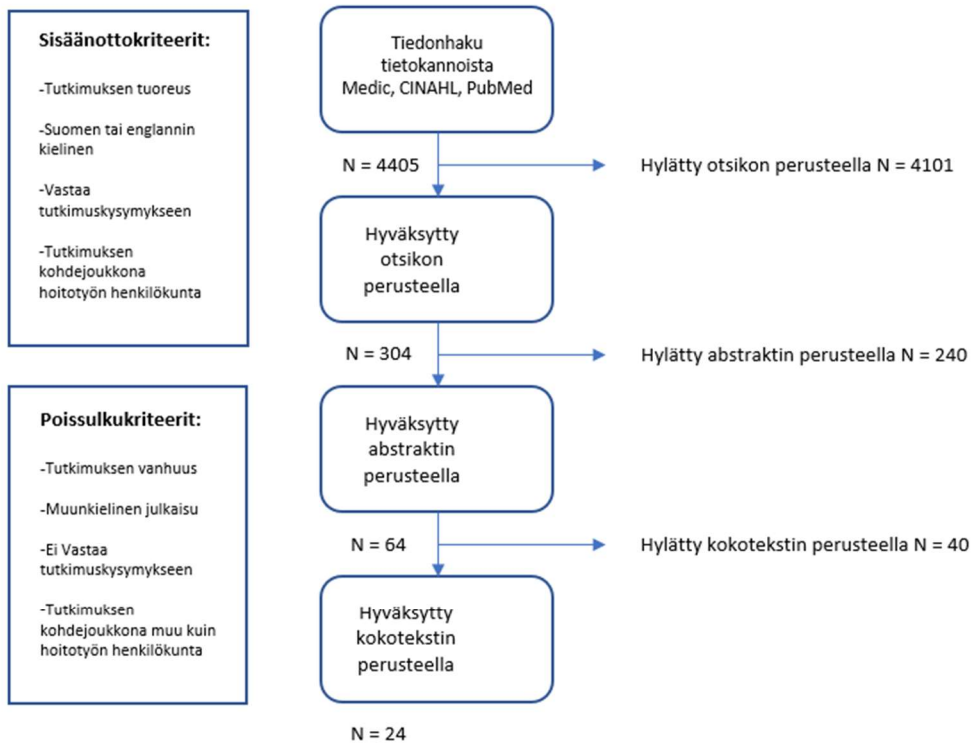 Sisäänottokriteerit:
-Tutkimuksen tuoreus
-Suomen tai englannin
kielinen
-Vastaa
tutkimuskysymykseen
-Tutkimuksen
kohdejoukkona
hoitotyön henkilökunta
Poissulkukriteerit:
-Tutkimuksen vanhuus
-Muunkielinen julkaisu
-Ei Vastaa
tutkimuskysymykseen
-Tutkimuksen
kohdejoukkona muu kuin
hoitotyön henkilökunta
Tiedonhaku
tietokannoista
Medic, CINAHL, PubMed
N = 4405
Hylätty otsikon perusteella N = 4101
Hyväksytty
otsikon
perusteella
N = 304
Hylätty abstraktin perusteella N = 240
Hyväksytty
abstraktin
perusteella
N = 64
Hylätty kokotekstin perusteella N = 40
Hyväksytty
kokotekstin
perusteella
N = 24